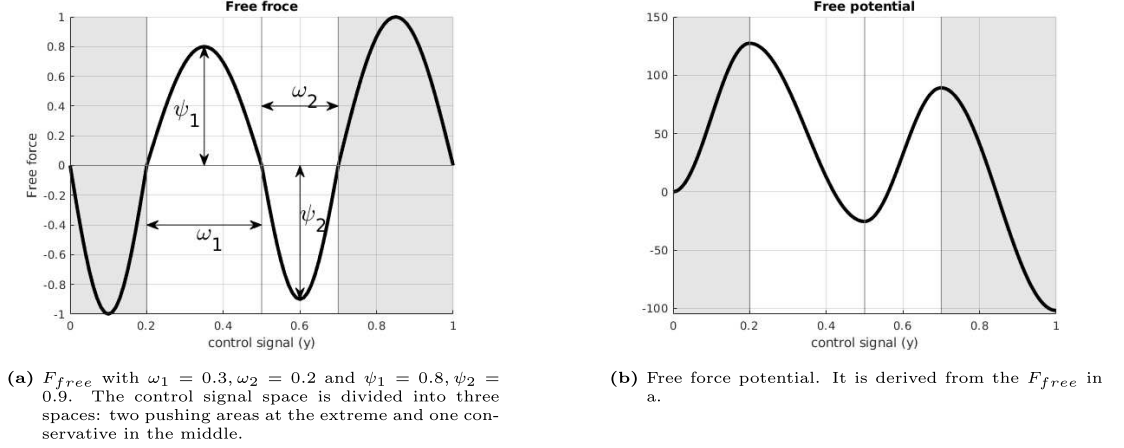 Free froce
1
0.8
0.6
0.4
0.2
0
-0.2
-0.4
-0.6
-0.8
-1
0 0.2 0.4 0.6 0.8 1
Free force
control signal (y)
ψ1
ω2
ω1
ψ2
(a) Ffree with ω1 = 0.3, ω2 = 0.2 and ψ1 = 0.8, ψ2 =
0.9. The control signal space is divided into three
spaces: two pushing areas at the extreme and one con-
servative in the middle.
Free potential
150
100
50
0
-50
-100
0 0.2 0.4 0.6 0.8 1
control signal (y)
(b) Free force potential. It is derived from the Ffree in
a.